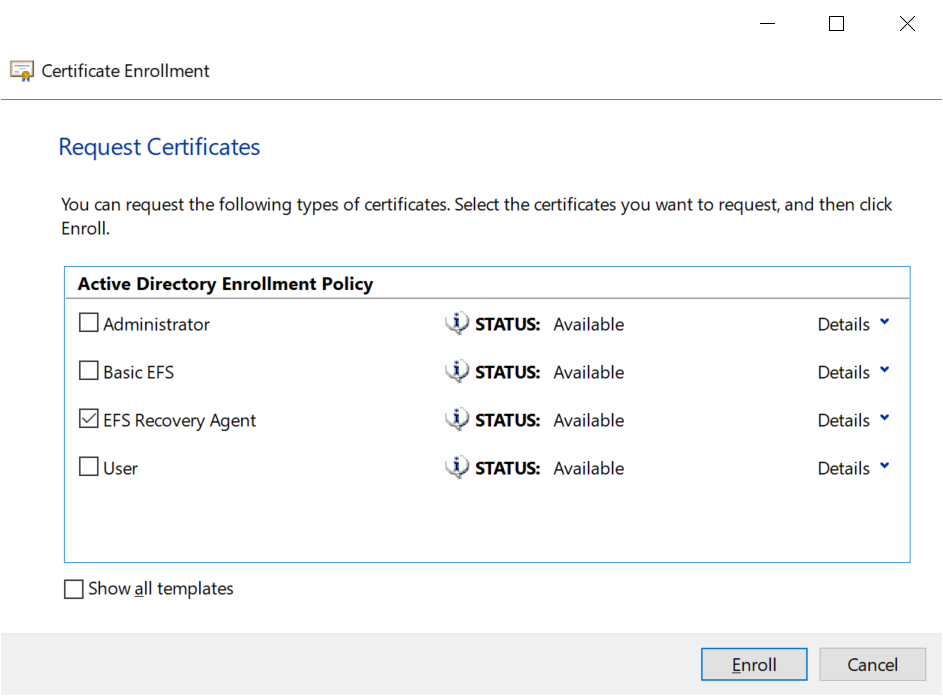 Certificate Enrollment
Request Certificates
You can request the following types of certificates. Select the certificates you want to request, and then click
Enroll.
Active Directory Enrollment Policy
Administrator STATUS: Available Details
Basic EFS STATUS: Available Details
EFS Recovery Agent STATUS: Available Details
User STATUS: Available Details
Show all templates
Enroll Cancel